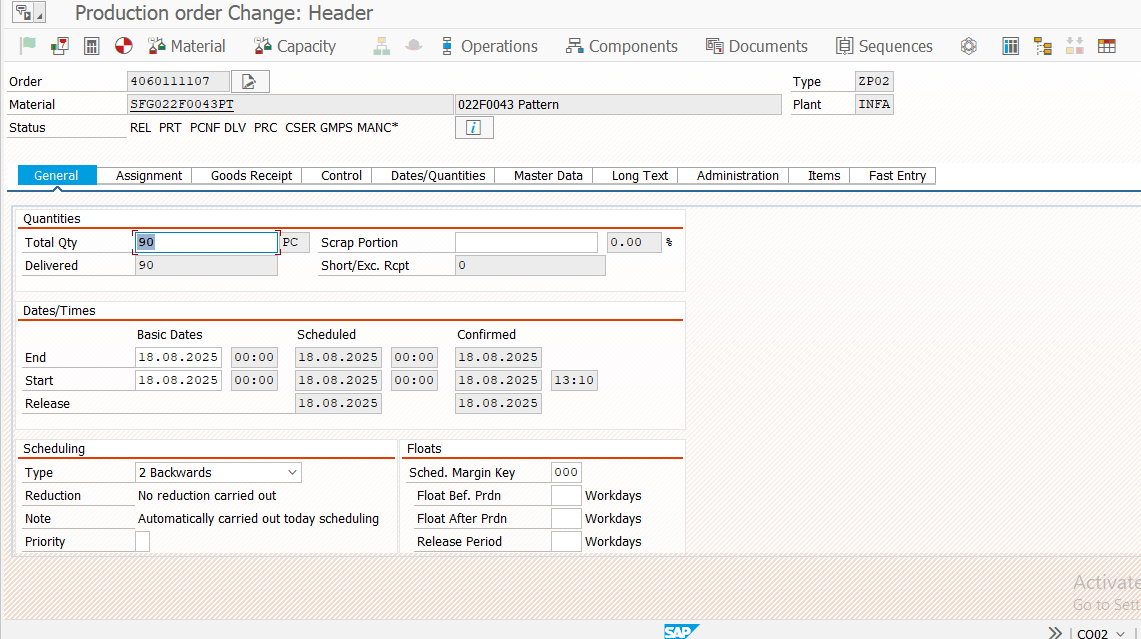 Production order Change: Header
Material Capacity Operations Components Documents Sequences
Order 4060111107 Type ZP02
Material SFG022F0043PT 022F0043 Pattern Plant INFA
Status REL PRT PCNF DLV PRC CSER GMPS MANC* i
General Assignment Goods Receipt Control Dates/Quantities Master Data Long Text Administration Items Fast Entry
Quantities
Total Qty 90 PC Scrap Portion 0.00 %
Delivered 90 Short/Exc. Rcpt 0
Dates/Times
Basic Dates Scheduled Confirmed
End 18.08.2025 00:00 18.08.2025 00:00 18.08.2025
Start 18.08.2025 00:00 18.08.2025 00:00 18.08.2025 13:10
Release 18.08.2025 18.08.2025
Scheduling Floats
Type 2 Backwards Sched. Margin Key 000
Reduction No reduction carried out Float Bef. Prdn Workdays
Note Automatically carried out today scheduling Float After Prdn Workdays
Priority Release Period Workdays
Activate
Go to Sett
SAP CO02